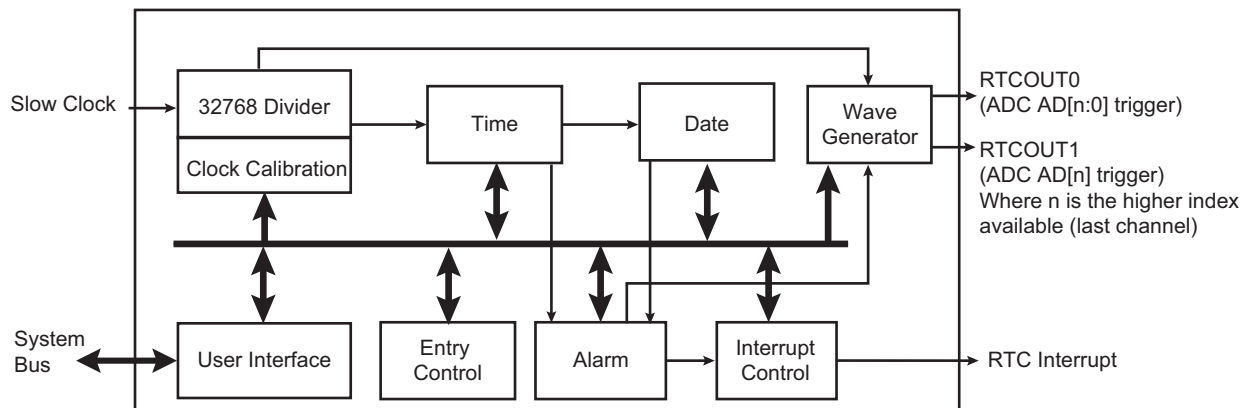 Slow Clock
32768 Divider
Clock Calibration
Time
Date
Wave
Generator
RTCOUT0
(ADC AD[n:0] trigger)
RTCOUT1
(ADC AD[n] trigger)
Where n is the higher index
available (last channel)
System
Bus
User Interface
Entry
Control
Alarm
Interrupt
Control
RTC Interrupt